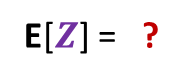 E[Z] = ?